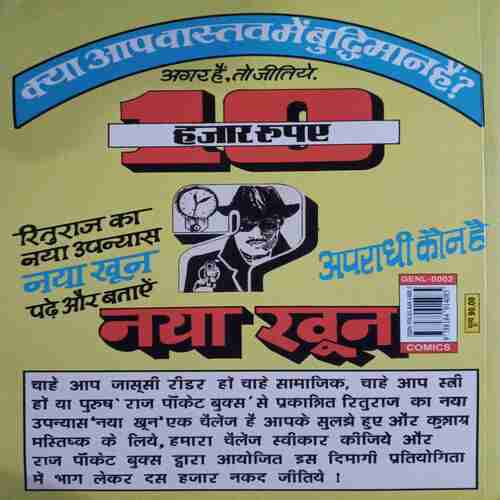 क्या आप वास्तव में बुद्धिमान हैं?
अगर हैं, तो जीतिये.
10
हजार रूपए
रितुराज का
नया उपन्यास
नया खून
पढ़े और बताऐं
अपराधी कौन है
GENL-0002
मूल्य 90.00
COMICS
नया खून
चाहे आप जासूसी रीडर हों चाहे सामाजिक, चाहे आप स्त्री
हों या पुरुष 'राज पॉकेट बुक्स' से प्रकाशित रितुराज का नया
उपन्यास 'नया खून' एक चैलेंज है आपके सुलझे हुए और कुशाग्र
मस्तिष्क के लिये, हमारा चैलेंज स्वीकार कीजिये और
राज पॉकेट बुक्स द्वारा आयोजित इस दिमागी प्रतियोगिता
में भाग लेकर दस हजार नकद जीतिये !